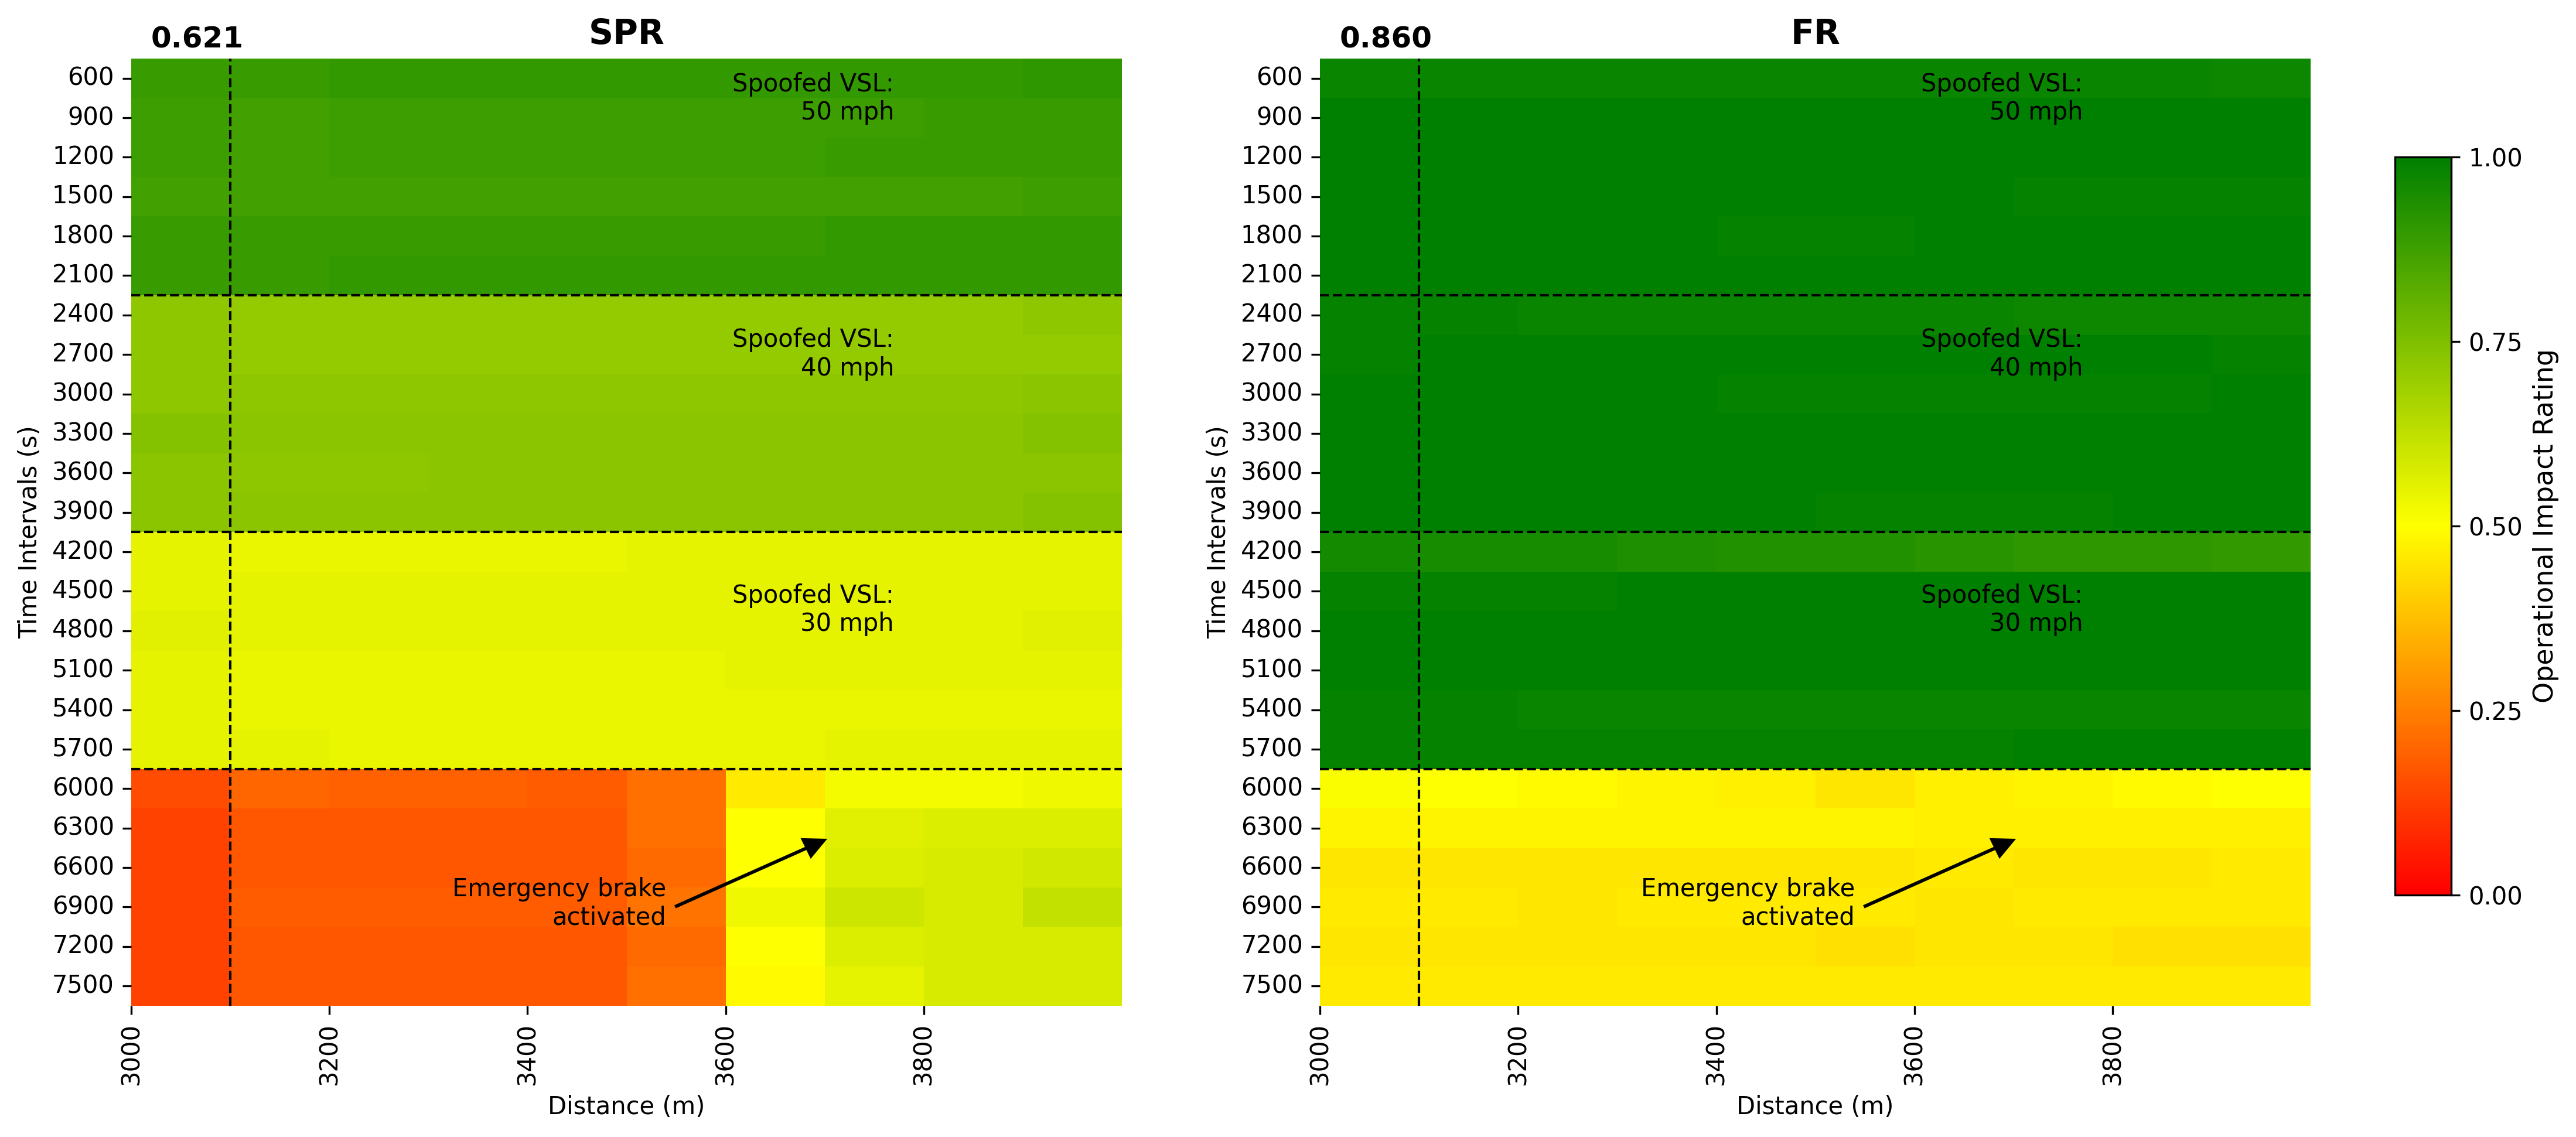 0.621
SPR
Time Intervals (s)
600
900
1200
1500
1800
2100
2400
2700
3000
3300
3600
3900
4200
4500
4800
5100
5400
5700
6000
6300
6600
6900
7200
7500
Spoofed VSL:
50 mph
Spoofed VSL:
40 mph
Spoofed VSL:
30 mph
Emergency brake
activated
3000
3200
3400
3600
3800
Distance (m)
0.860
FR
Time Intervals (s)
600
900
1200
1500
1800
2100
2400
2700
3000
3300
3600
3900
4200
4500
4800
5100
5400
5700
6000
6300
6600
6900
7200
7500
Spoofed VSL:
50 mph
Spoofed VSL:
40 mph
Spoofed VSL:
30 mph
Emergency brake
activated
3000
3200
3400
3600
3800
Distance (m)
1.00
0.75
0.50
0.25
0.00
Operational Impact Rating